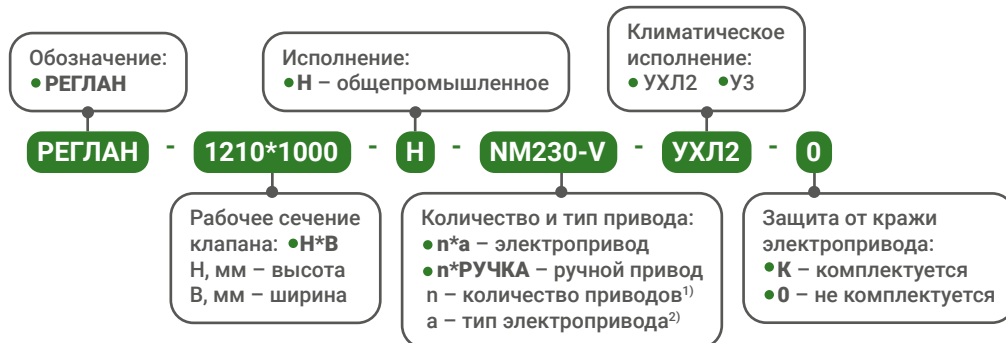 Обозначение:
• РЕГЛАН
Исполнение:
• Н – общепромышленное
Климатическое
исполнение:
• УХЛ2 • У3
РЕГЛАН - 1210*1000 - Н - NM230-V - УХЛ2 - 0
Рабочее сечение
клапана: • Н*В
Н, мм – высота
В, мм – ширина
Количество и тип привода:
• n*a – электропривод
• n*РУЧКА – ручной привод
n – количество приводов¹⁾
a – тип электропривода²⁾
Защита от кражи
электропривода:
• К – комплектуется
• 0 – не комплектуется